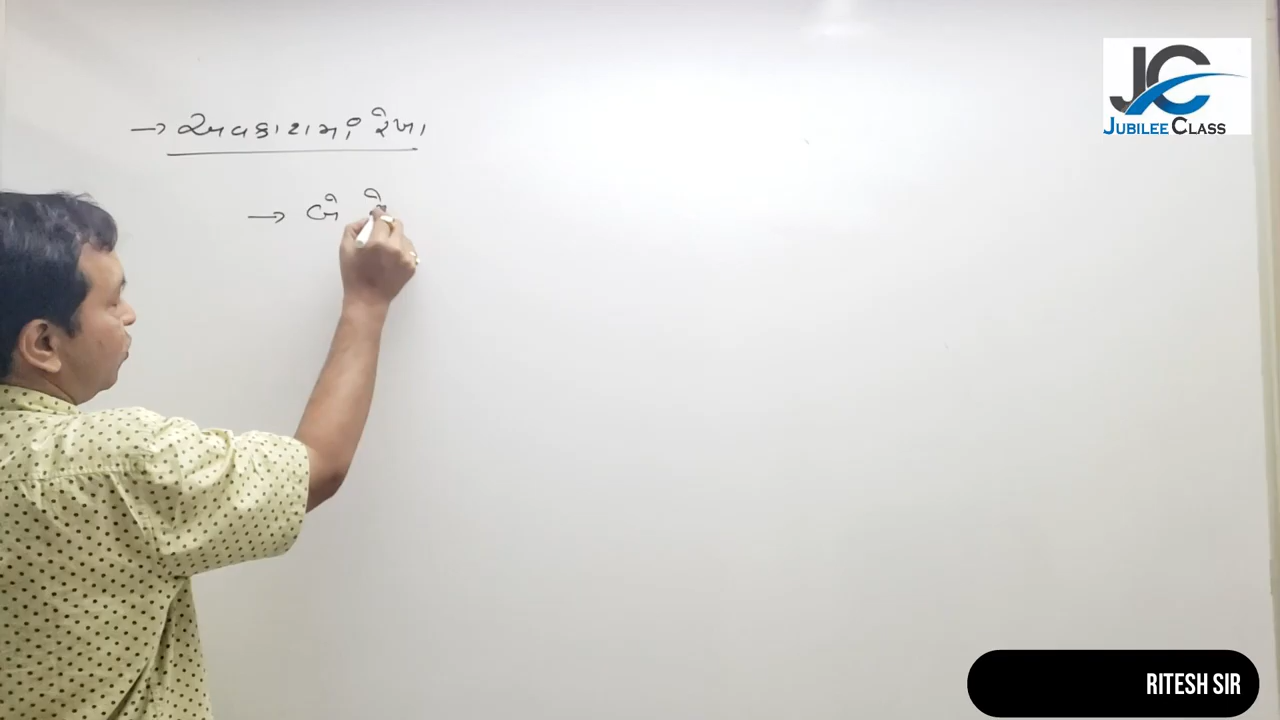 → અવકાશમાં રેખા
→ બે રે
JC
JUBILEE CLASS
RITESH SIR